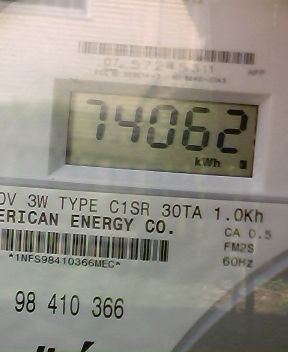 74062
kWh
0V 3W TYPE C1SR 30TA 1.0Kh
ERICAN ENERGY CO.
CA 0.5
FM2S
*1NFS98410366MEC*
60Hz
98 410 366